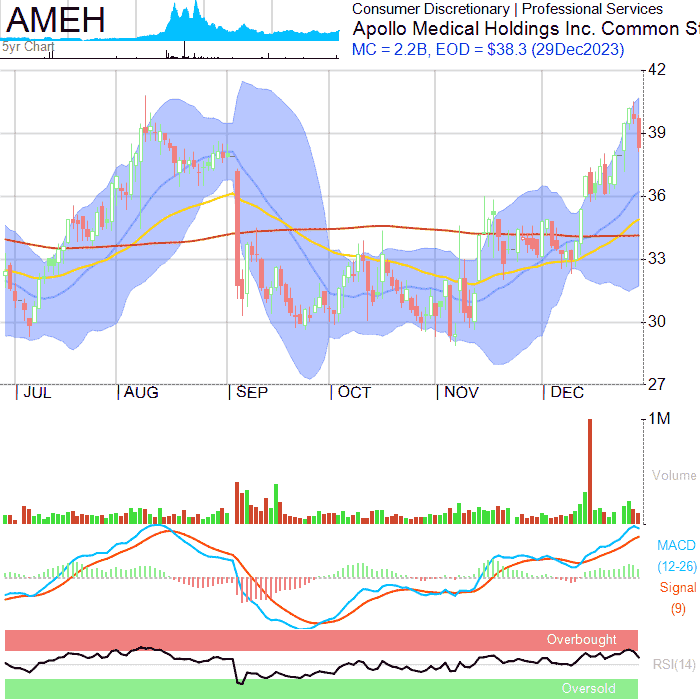 AMEH
5yr Chart
Consumer Discretionary | Professional Services
Apollo Medical Holdings Inc. Common St
MC = 2.2B, EOD = $38.3 (29Dec2023)
42
39
36
33
30
27
JUL AUG SEP OCT NOV DEC
1M
Volume
MACD
(12-26)
Signal
(9)
Overbought
RSI(14)
Oversold